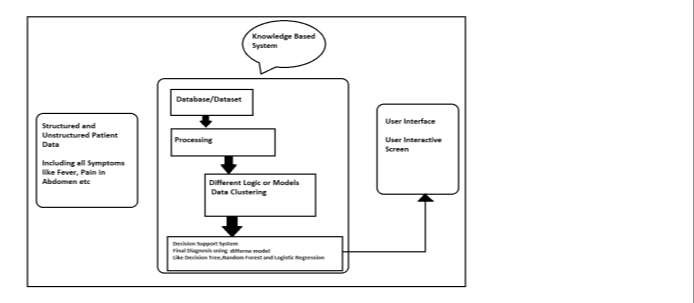 Knowledge Based
System
Database/Dataset
Structured and
Unstructured Patient
Data
Including all Symptoms
like Fever, Pain in
Abdomen etc
Processing
Different Logic or Models
Data Clustering
Decision Support System
Final Diagnosis using differnt model
Like Decision Tree,Random Forest and Logistic Regression
User Interface
User Interactive
Screen